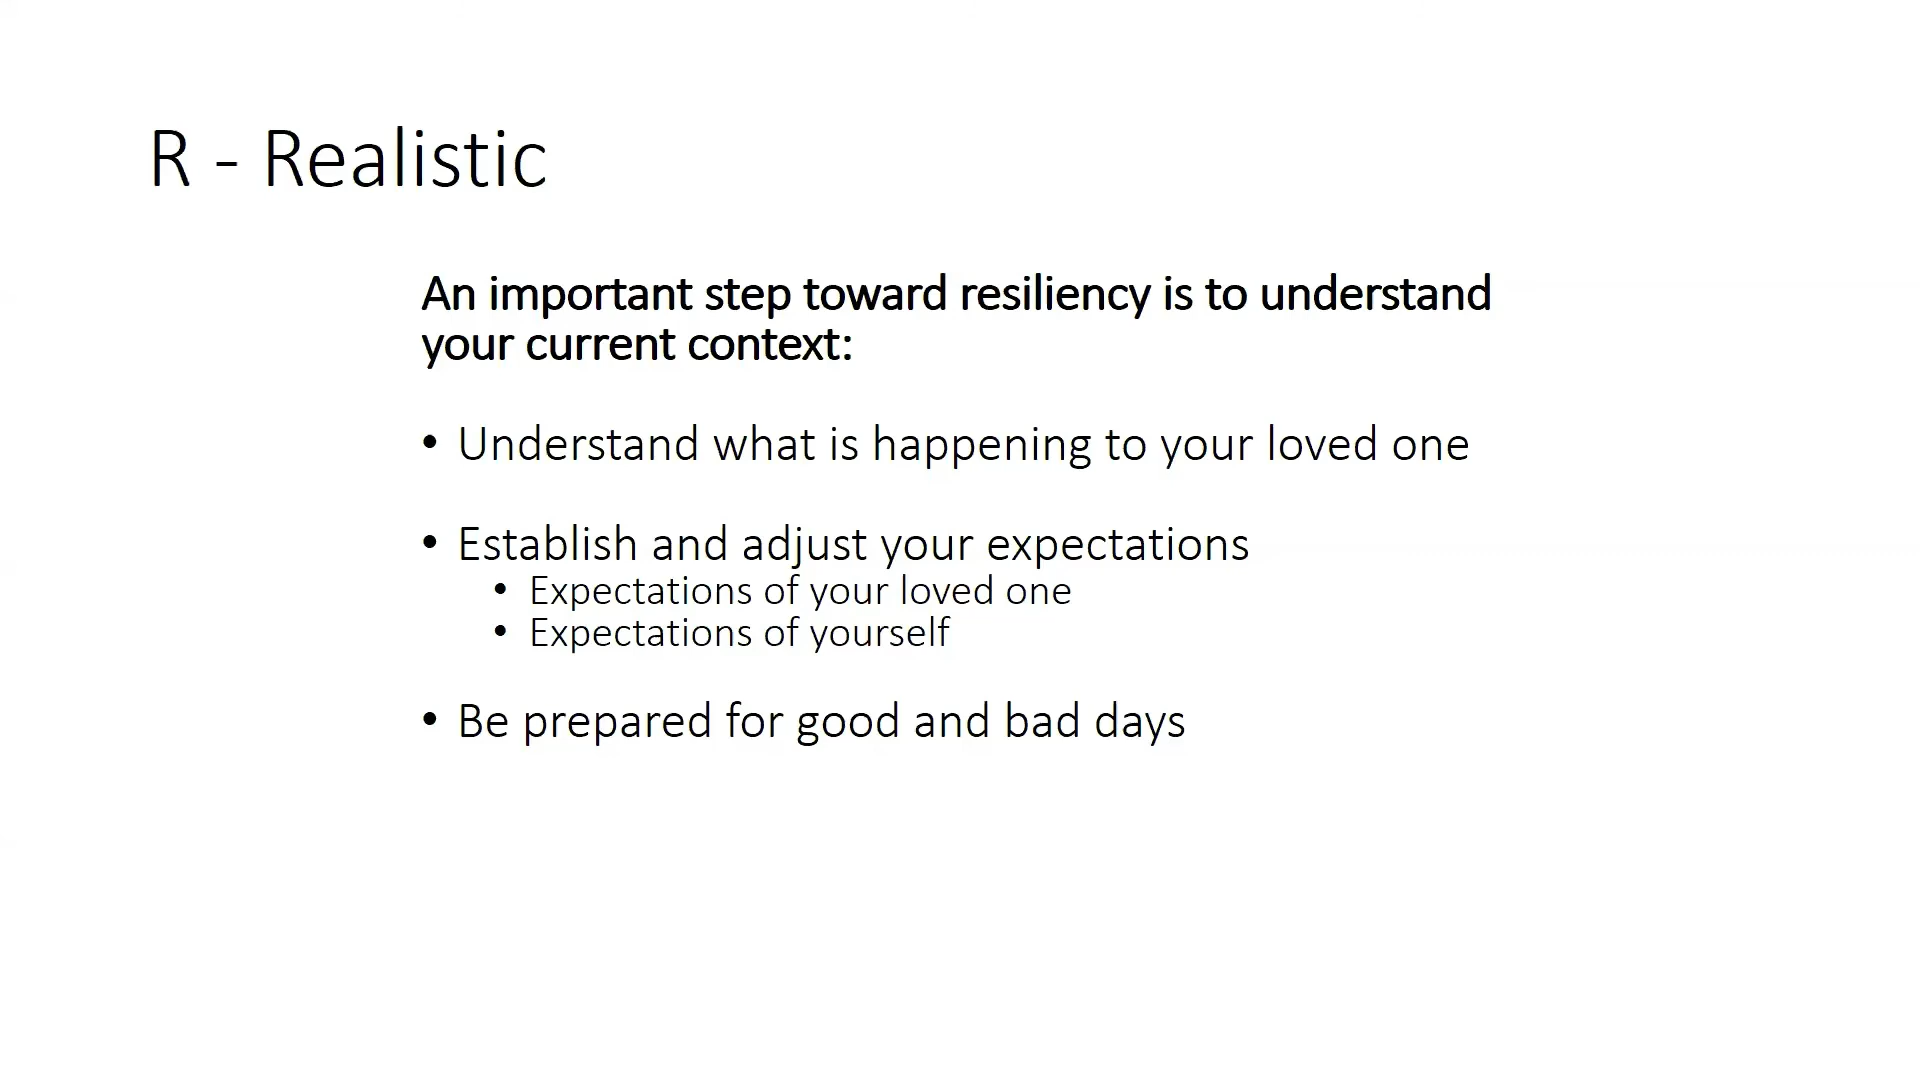 R - Realistic
An important step toward resiliency is to understand
your current context:
• Understand what is happening to your loved one
• Establish and adjust your expectations
• Expectations of your loved one
• Expectations of yourself
• Be prepared for good and bad days